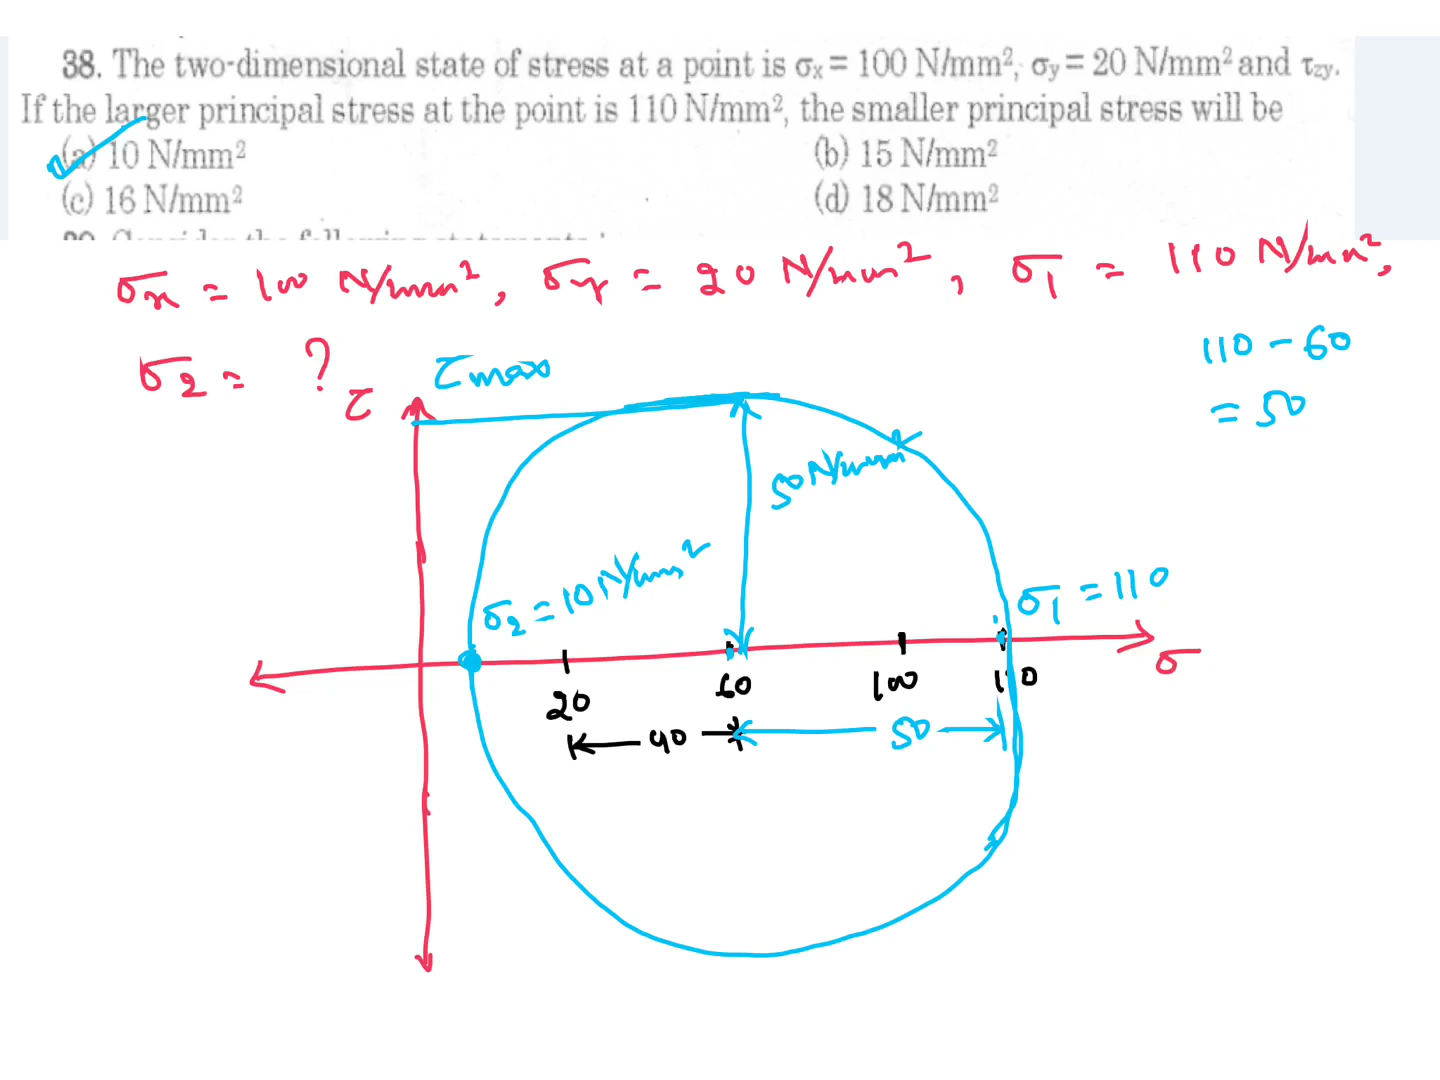 38. The two-dimensional state of stress at a point is σx = 100 N/mm², σy = 20 N/mm² and τzy.
If the larger principal stress at the point is 110 N/mm², the smaller principal stress will be
(a) 10 N/mm² (b) 15 N/mm²
(c) 16 N/mm² (d) 18 N/mm²
σx = 100 N/mm², σy = 20 N/mm², σ1 = 110 N/mm²,
σ2 = ?
110 - 60
= 50
τ τmax
50 N/mm
σ2 = 10 N/mm²
σ1 = 110
σ
20 60 100 110
40 50